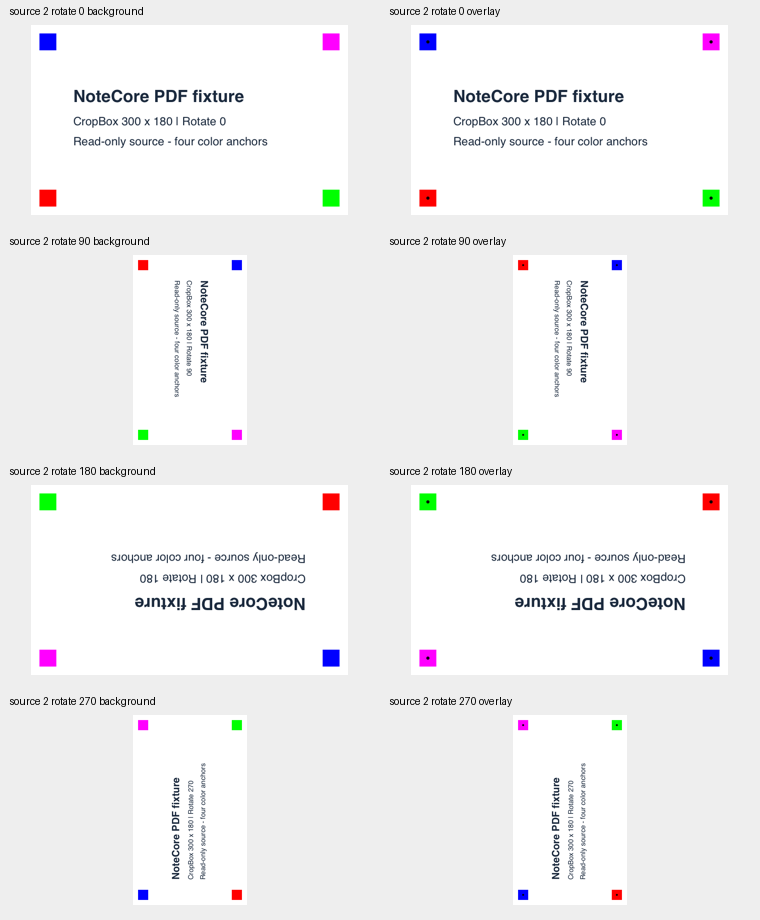 source 2 rotate 0 background
NoteCore PDF fixture
CropBox 300 x 180 | Rotate 0
Read-only source - four color anchors
source 2 rotate 0 overlay
NoteCore PDF fixture
CropBox 300 x 180 | Rotate 0
Read-only source - four color anchors
source 2 rotate 90 background
NoteCore PDF fixture
CropBox 300 x 180 | Rotate 90
Read-only source - four color anchors
source 2 rotate 90 overlay
NoteCore PDF fixture
CropBox 300 x 180 | Rotate 90
Read-only source - four color anchors
source 2 rotate 180 background
NoteCore PDF fixture
CropBox 300 x 180 | Rotate 180
Read-only source - four color anchors
source 2 rotate 180 overlay
NoteCore PDF fixture
CropBox 300 x 180 | Rotate 180
Read-only source - four color anchors
source 2 rotate 270 background
NoteCore PDF fixture
CropBox 300 x 180 | Rotate 270
Read-only source - four color anchors
source 2 rotate 270 overlay
NoteCore PDF fixture
CropBox 300 x 180 | Rotate 270
Read-only source - four color anchors